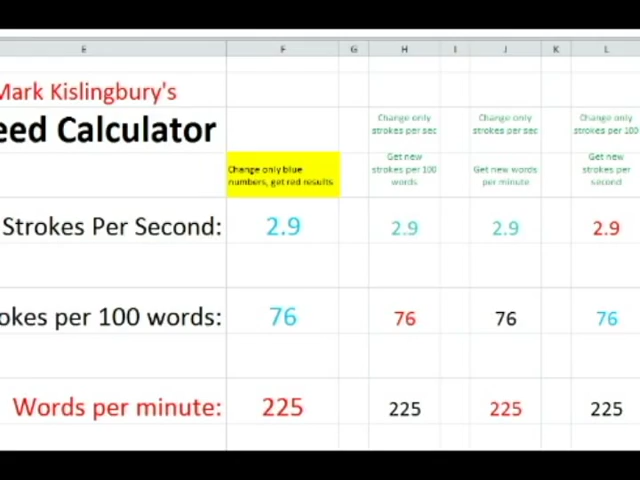 E F G H I J K L
Mark Kislingbury's
eed Calculator
Change only blue
numbers, get red results
Change only
strokes per sec
Get new
strokes per 100
words
Change only
strokes per sec
Get new words
per minute
Change only
strokes per 100
Get new
strokes per
second
Strokes Per Second: 2.9 2.9 2.9 2.9
okes per 100 words: 76 76 76 76
Words per minute: 225 225 225 225